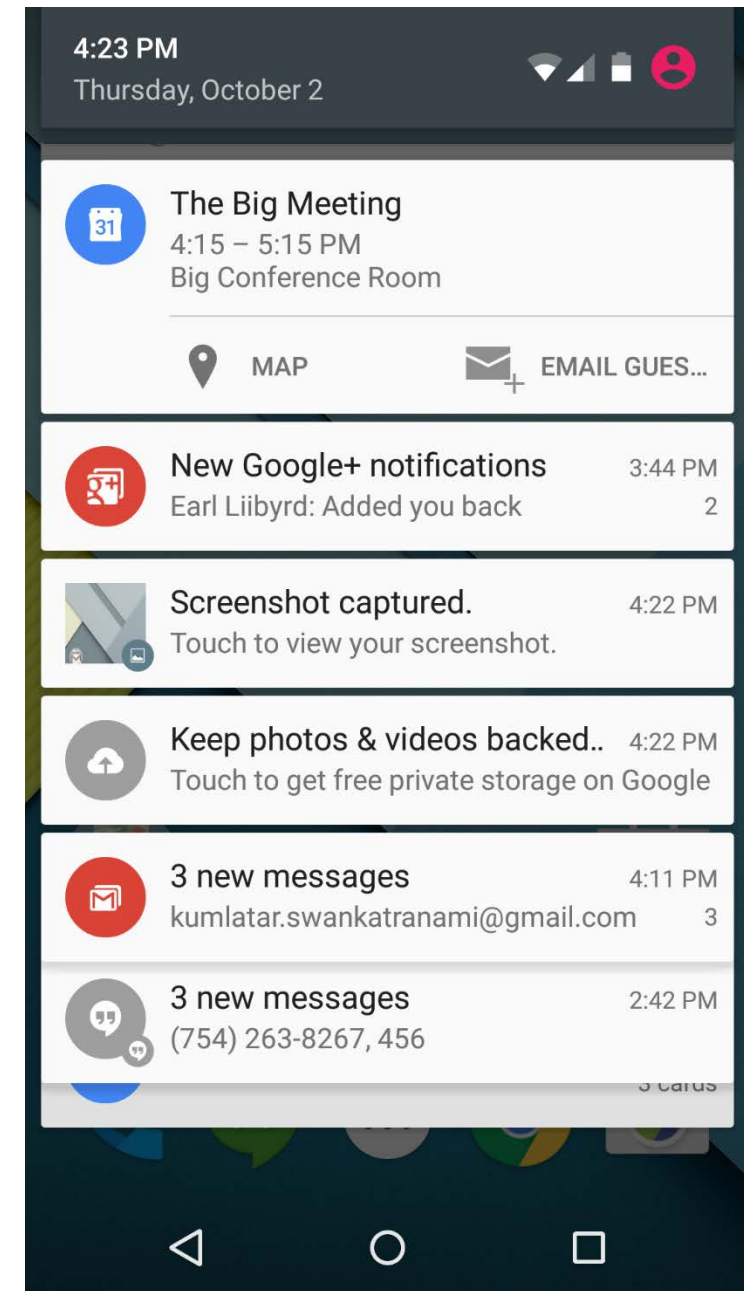 4:23 PM
Thursday, October 2
31
The Big Meeting
4:15 – 5:15 PM
Big Conference Room
MAP EMAIL GUES...
New Google+ notifications 3:44 PM
Earl Liibyrd: Added you back 2
Screenshot captured. 4:22 PM
Touch to view your screenshot.
Keep photos & videos backed.. 4:22 PM
Touch to get free private storage on Google
3 new messages 4:11 PM
kumlatar.swankatranami@gmail.com 3
3 new messages 2:42 PM
(754) 263-8267, 456
cards